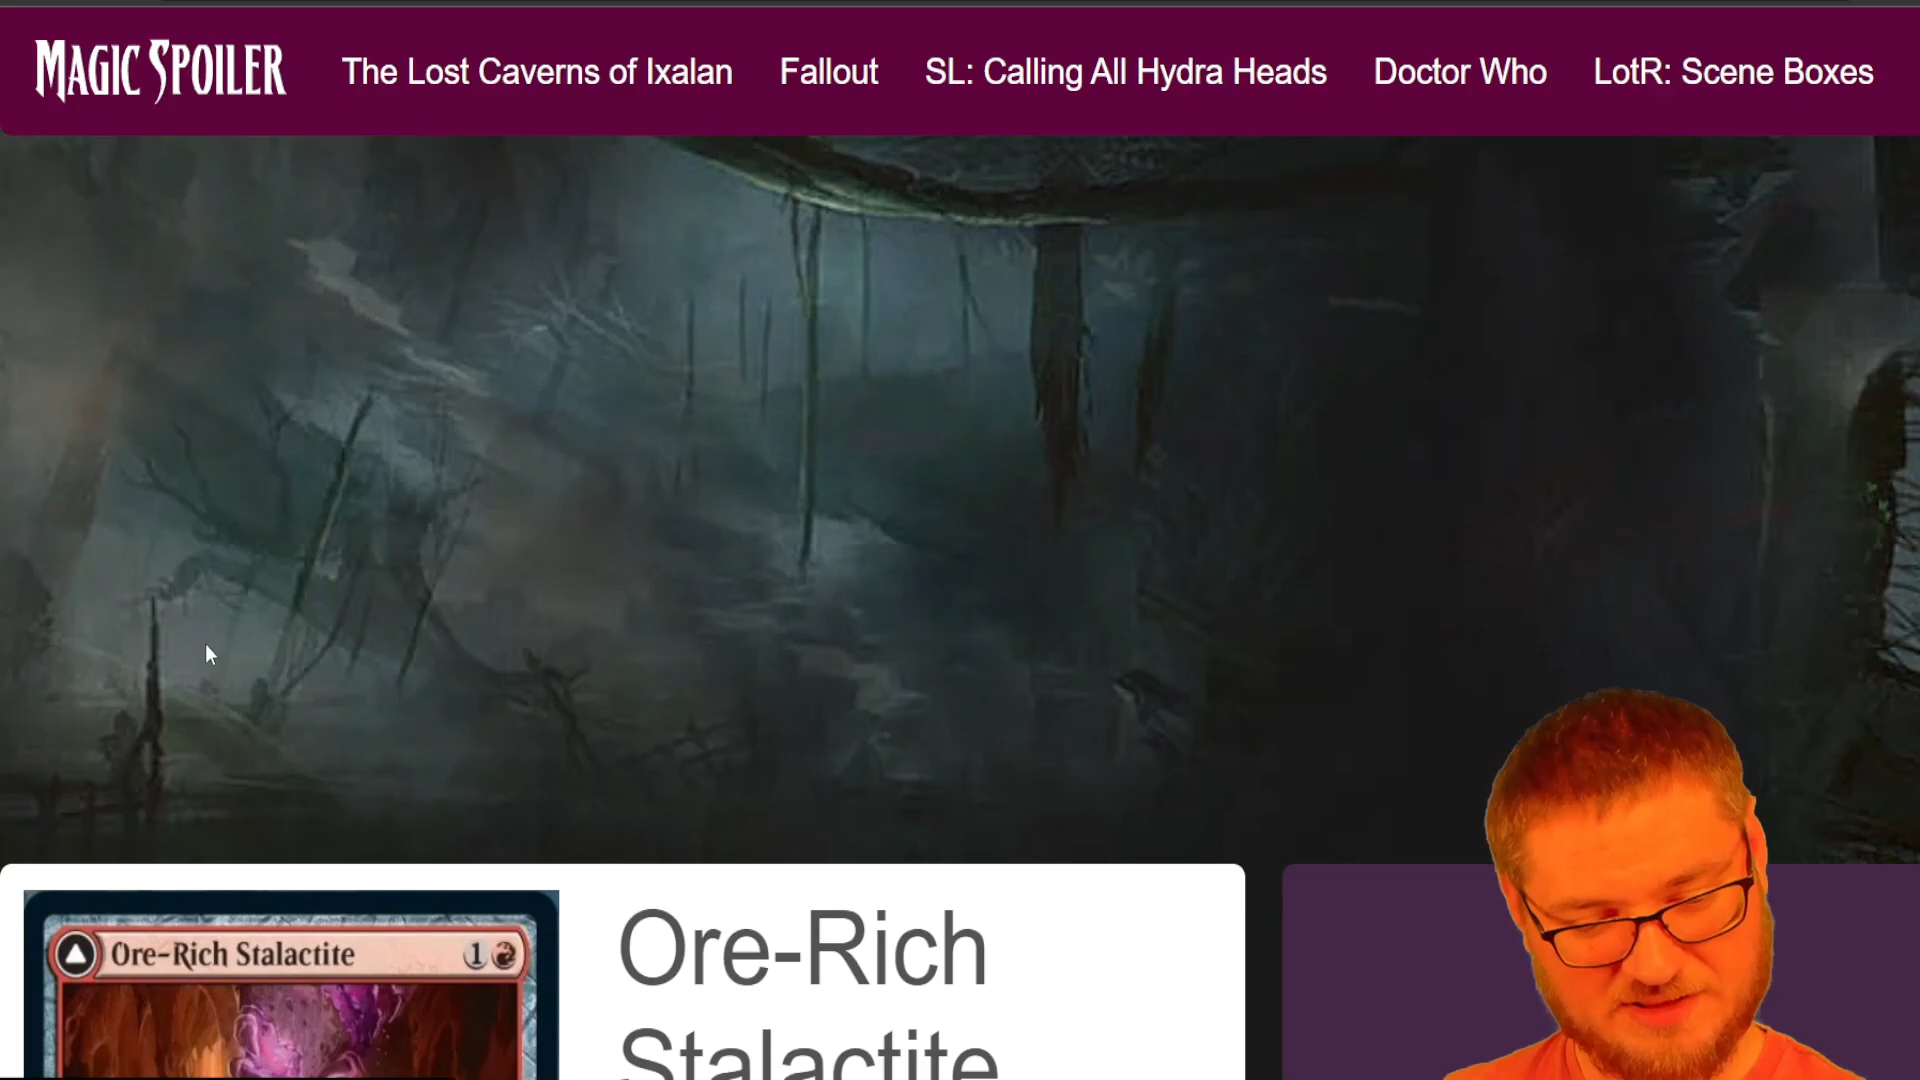 MAGIC SPOILER
The Lost Caverns of Ixalan
Fallout
SL: Calling All Hydra Heads
Doctor Who
LotR: Scene Boxes
Ore-Rich Stalactite
1
Ore-Rich
Stalactite